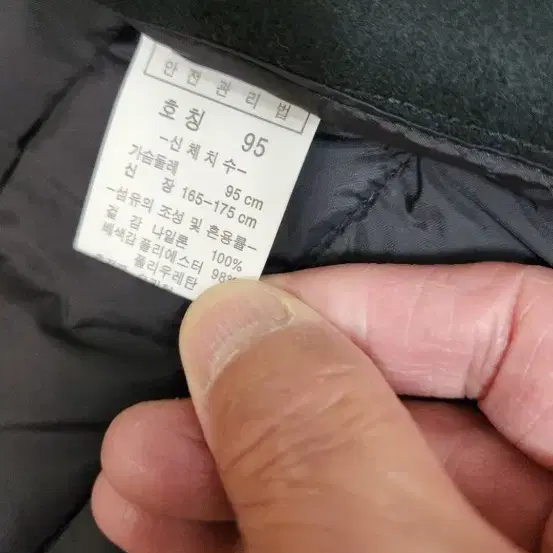 안전관리법
호칭 95
-신체치수-
가슴둘레 95 cm
신장 165-175 cm
-섬유의 조성 및 혼용률-
겉감 나일론 100%
배색감 폴리에스터 98%
폴리우레탄